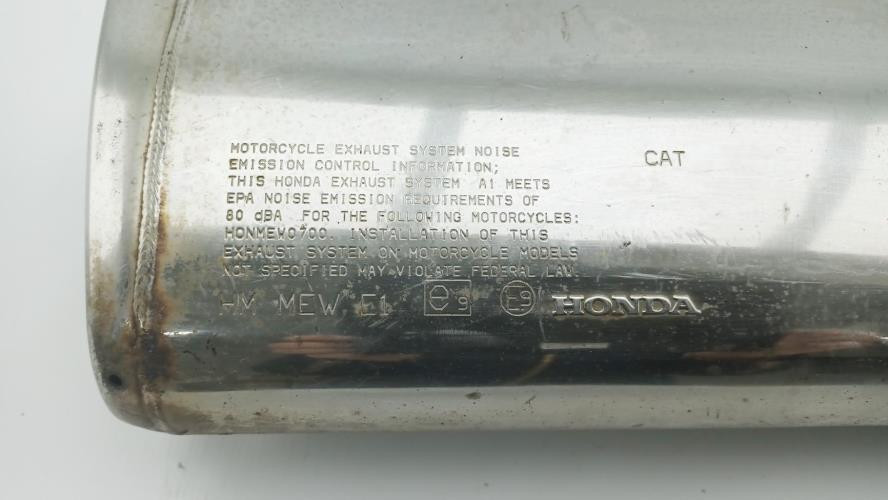 MOTORCYCLE EXHAUST SYSTEM NOISE
EMISSION CONTROL INFORMATION;
THIS HONDA EXHAUST SYSTEM A1 MEETS
EPA NOISE EMISSION REQUIREMENTS OF
80 dBA FOR THE FOLLOWING MOTORCYCLES:
HONMEW0700. INSTALLATION OF THIS
EXHAUST SYSTEM ON MOTORCYCLE MODELS
NOT SPECIFIED MAY VIOLATE FEDERAL LAW.
CAT
HM MEW E1 e9 E9 HONDA